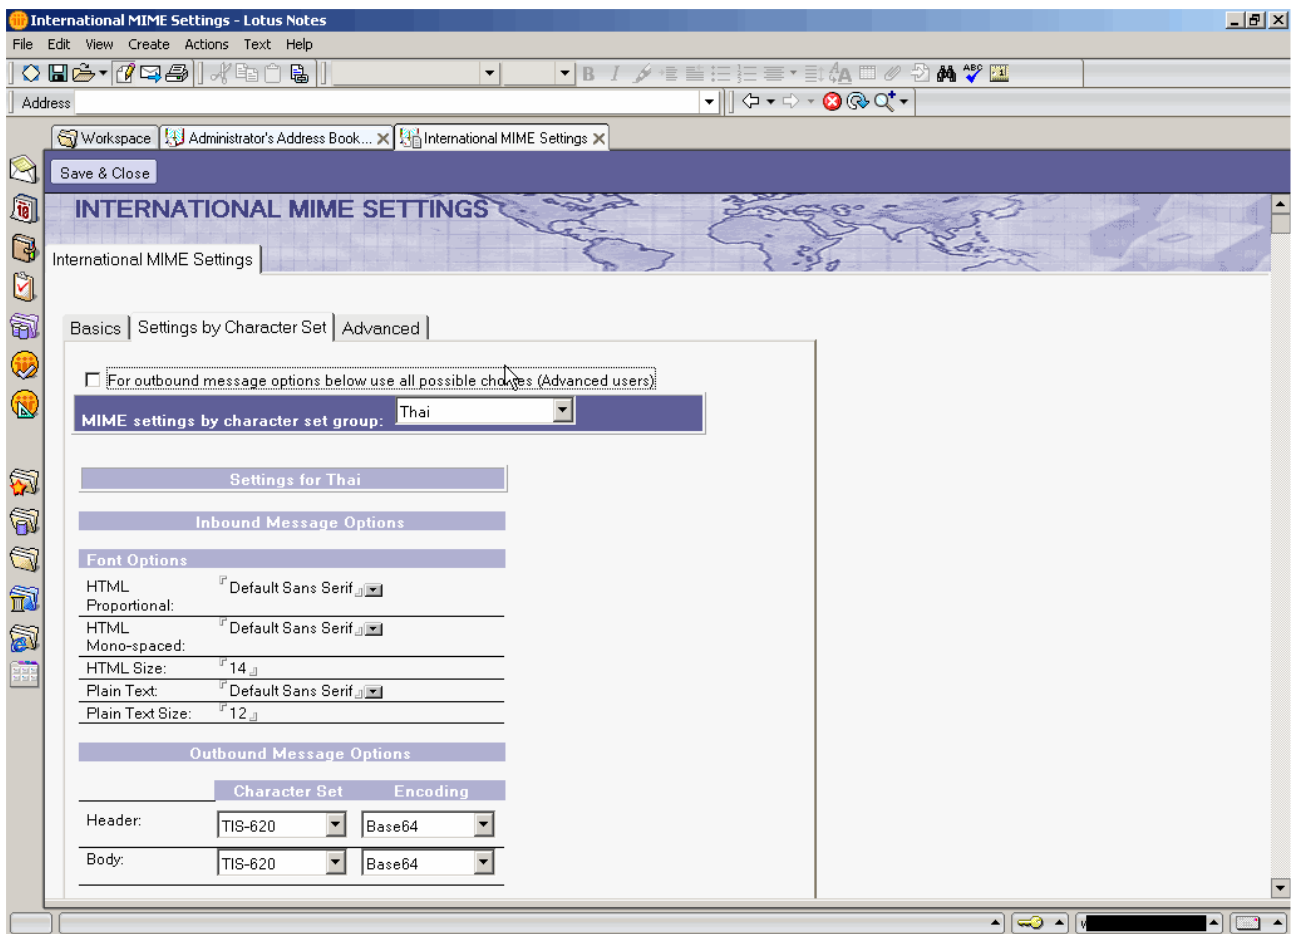 International MIME Settings - Lotus Notes
File Edit View Create Actions Text Help
Address
Workspace Administrator's Address Book... International MIME Settings
Save & Close
INTERNATIONAL MIME SETTINGS
International MIME Settings
Basics Settings by Character Set Advanced
For outbound message options below use all possible choices (Advanced users)
MIME settings by character set group: Thai
Settings for Thai
Inbound Message Options
Font Options
HTML Proportional: Default Sans Serif
HTML Mono-spaced: Default Sans Serif
HTML Size: 14
Plain Text: Default Sans Serif
Plain Text Size: 12
Outbound Message Options
Character Set Encoding
Header: TIS-620 Base64
Body: TIS-620 Base64